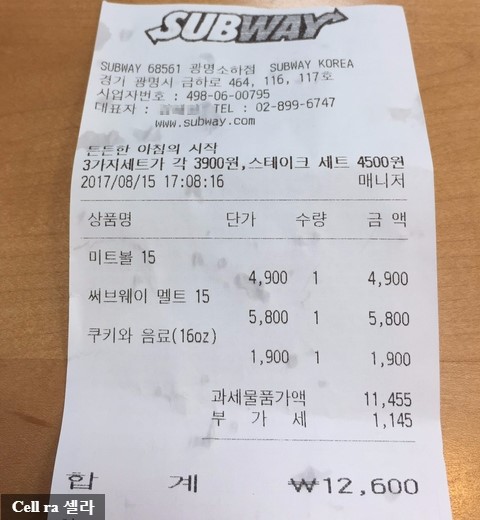 SUBWAY
SUBWAY 68561 광명소하점 SUBWAY KOREA
경기 광명시 금하로 464, 116, 117호
사업자번호 : 498-06-00795
대표자 : TEL : 02-899-6747
www.subway.com
든든한 아침의 시작
3가지세트가 각 3900원,스테이크 세트 4500원
2017/08/15 17:08:16 매니저
상품명 단가 수량 금 액
미트볼 15
4,900 1 4,900
써브웨이 멜트 15
5,800 1 5,800
쿠키와 음료(16oz)
1,900 1 1,900
과세물품가액 11,455
부 가 세 1,145
합 계 ₩12,600
Cell ra 셀라